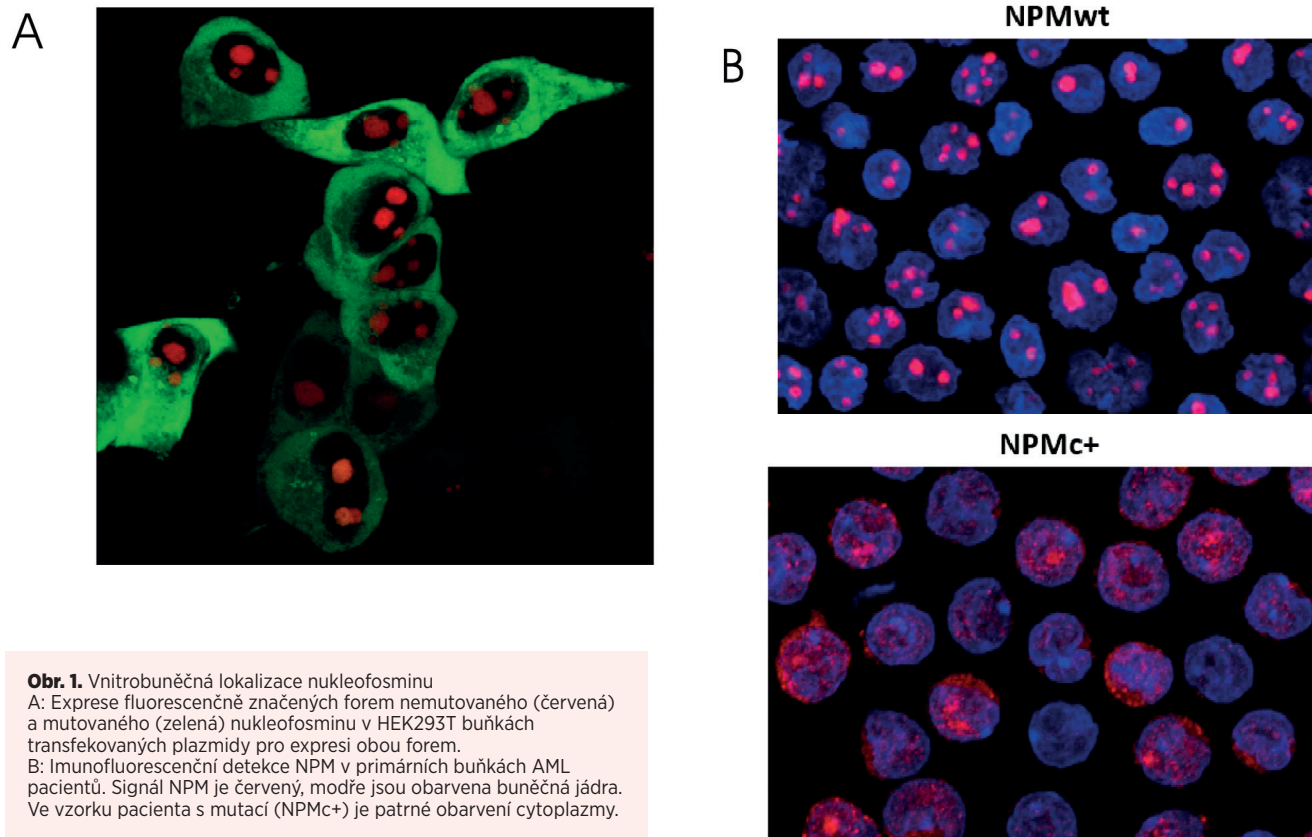 A
NPMwt
B
NPMc+
Obr. 1. Vnitrobuněčná lokalizace nukleofosminu
A: Exprese fluorescenčně značených forem nemutovaného (červená)
a mutovaného (zelená) nukleofosminu v HEK293T buňkách
transfekovaných plazmidy pro expresi obou forem.
B: Imunofluorescenční detekce NPM v primárních buňkách AML
pacientů. Signál NPM je červený, modře jsou obarvena buněčná jádra.
Ve vzorku pacienta s mutací (NPMc+) je patrné obarvení cytoplazmy.